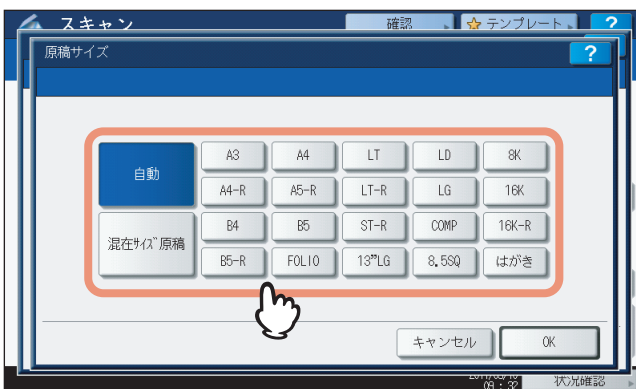 スキャン
確認
テンプレート
?
原稿サイズ
?
自動
A3
A4
LT
LD
8K
A4-R
A5-R
LT-R
LG
16K
混在ｻｲｽﾞ原稿
B4
B5
ST-R
COMP
16K-R
B5-R
FOLIO
13"LG
8.5SQ
はがき
キャンセル
OK
09:32
状況確認